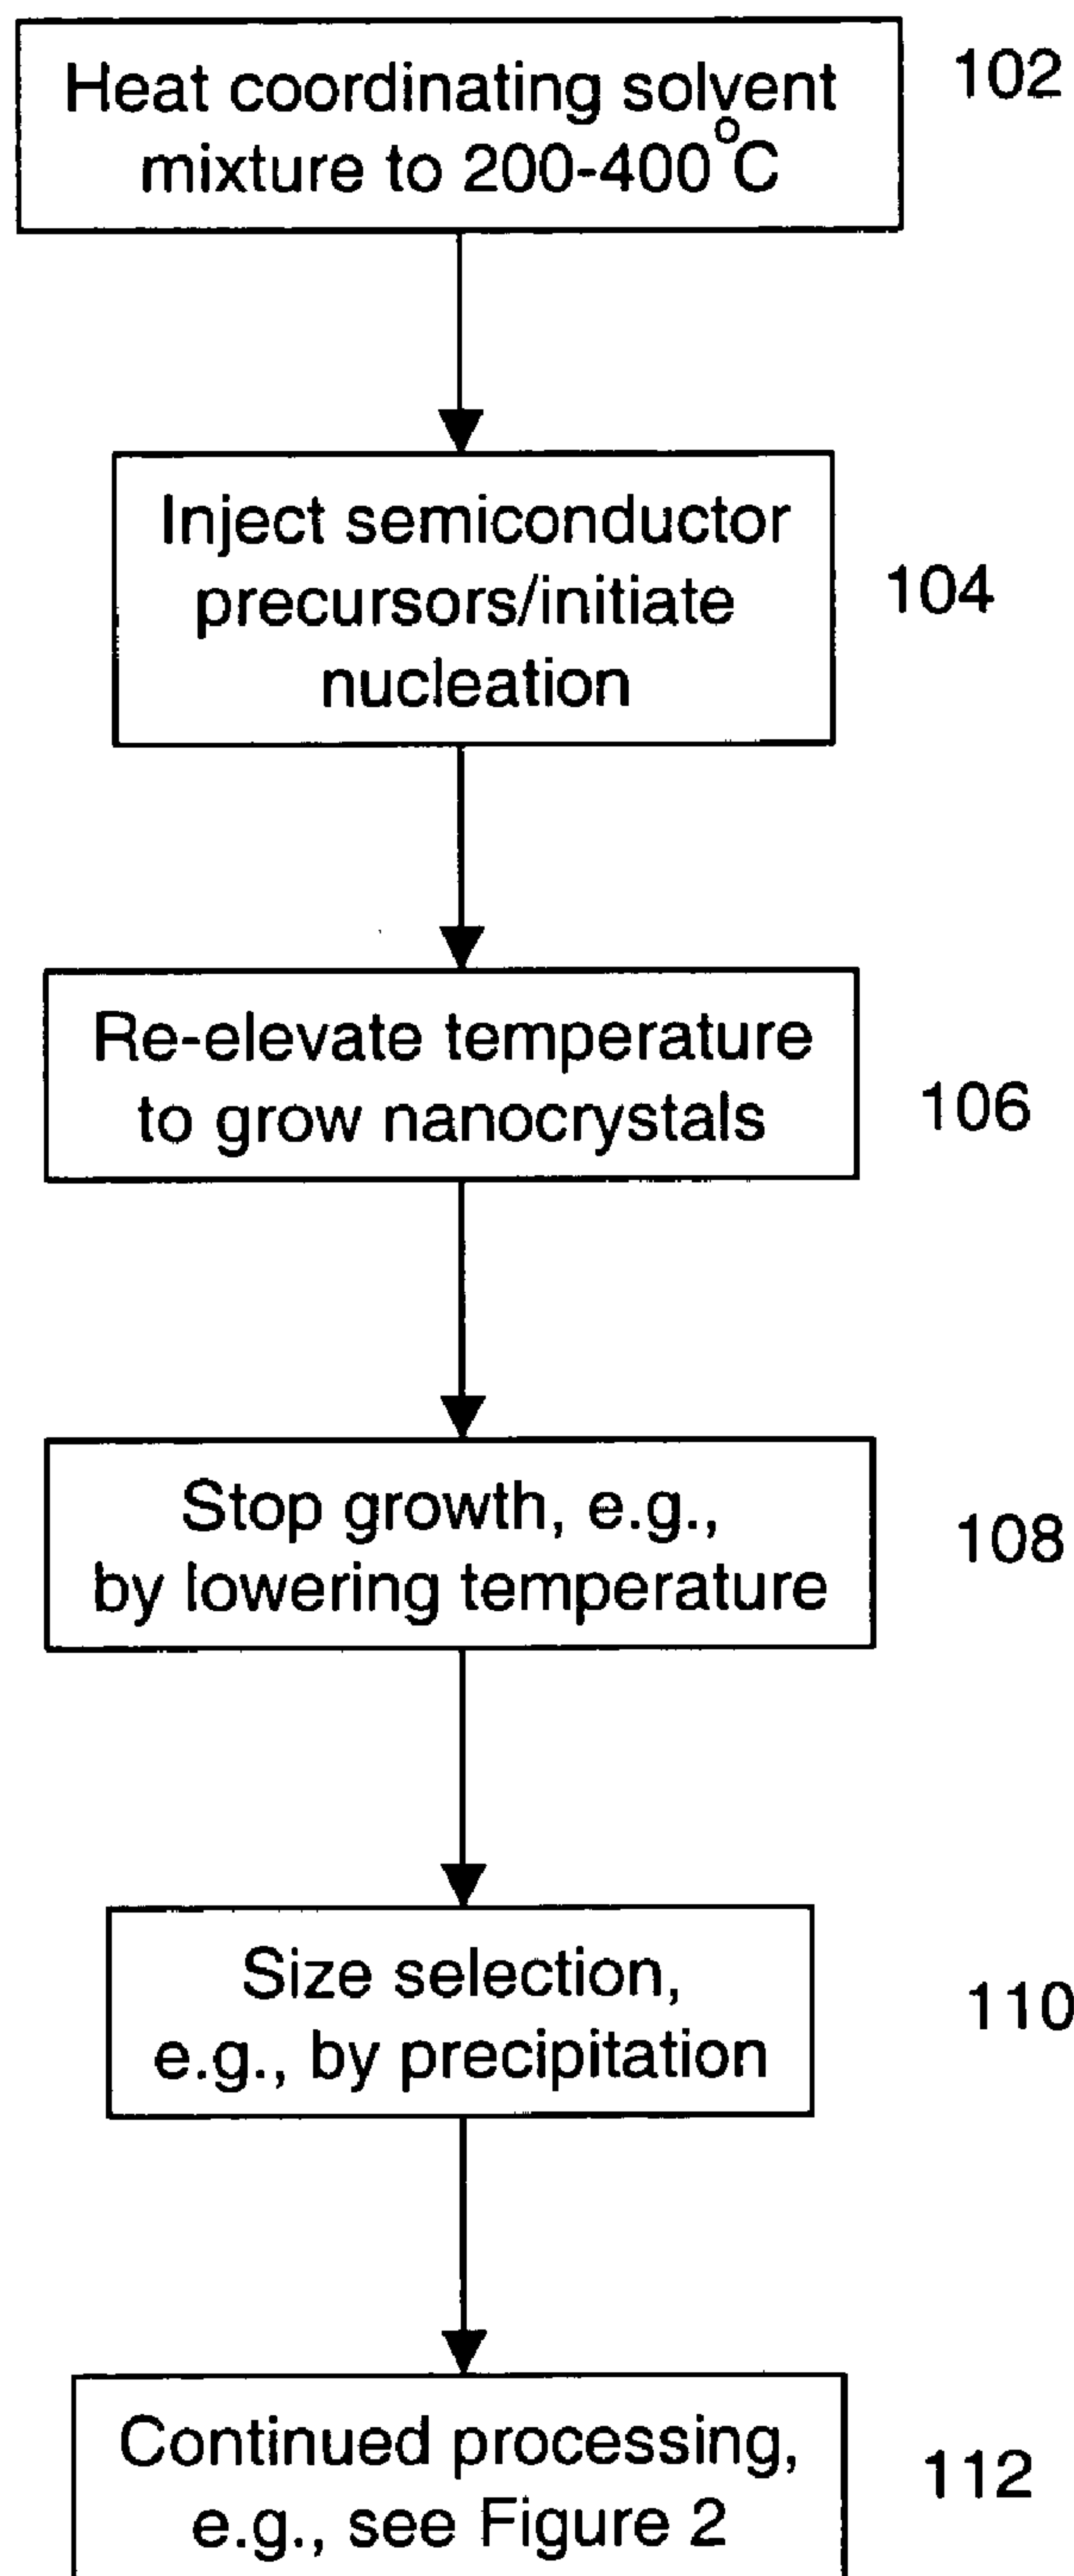 Heat coordinating solvent
mixture to 200-400°C
102
Inject semiconductor
precursors/initiate
nucleation
104
Re-elevate temperature
to grow nanocrystals
106
Stop growth, e.g.,
by lowering temperature
108
Size selection,
e.g., by precipitation
110
Continued processing,
e.g., see Figure 2
112